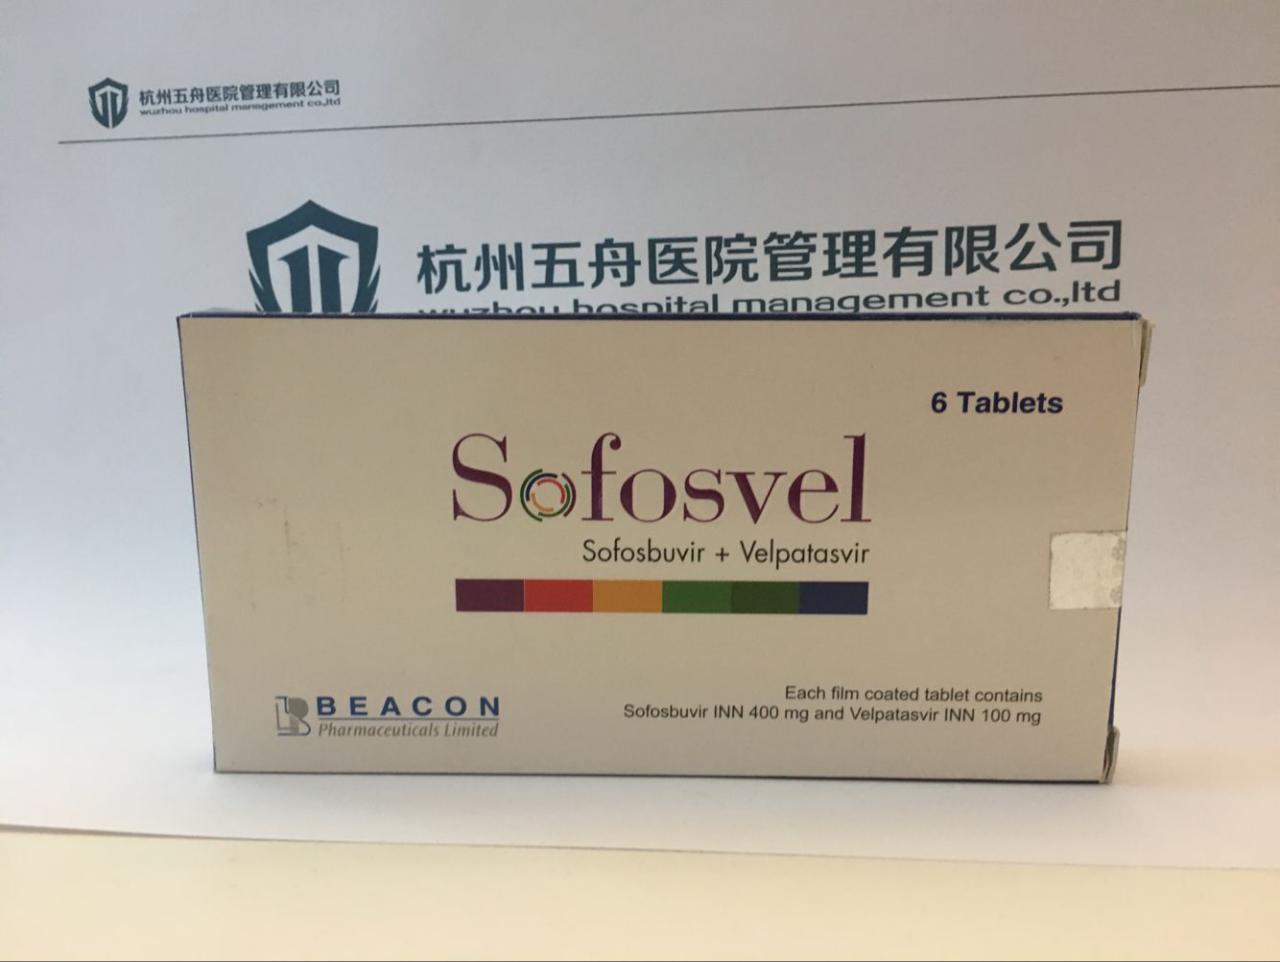 杭州五舟医院管理有限公司
wuzhou hospital management co.,ltd
杭州五舟医院管理有限公司
wuzhou hospital management co.,ltd
6 Tablets
Sofosvel
Sofosbuvir + Velpatasvir
BEACON
Pharmaceuticals Limited
Each film coated tablet contains
Sofosbuvir INN 400 mg and Velpatasvir INN 100 mg